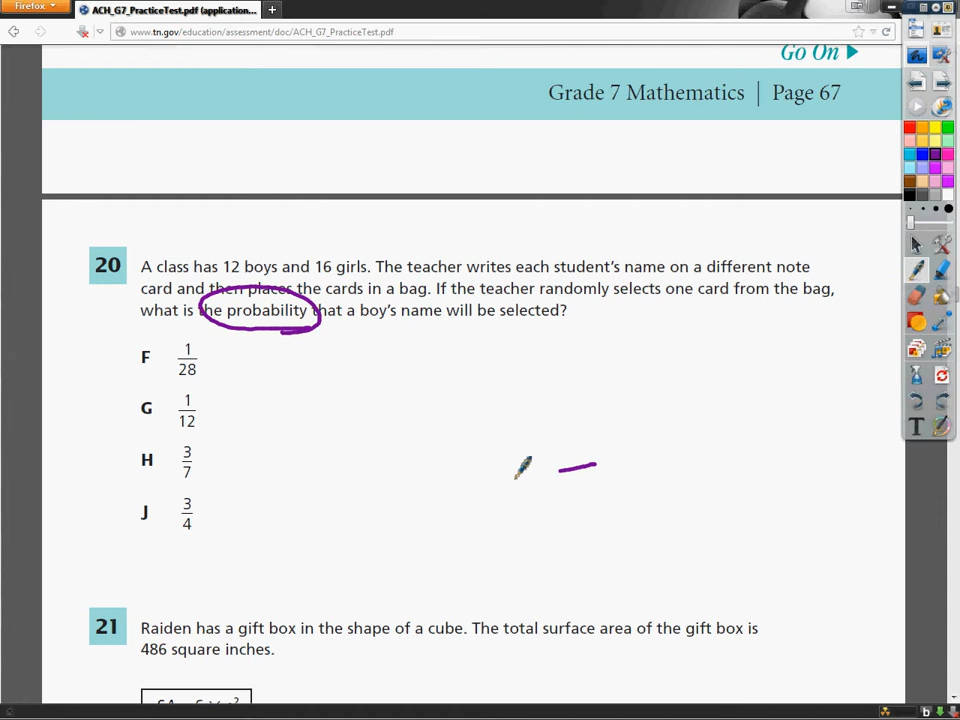 Firefox
ACH_G7_PracticeTest.pdf (application...
www.tn.gov/education/assessment/doc/ACH_G7_PracticeTest.pdf
Go On
Grade 7 Mathematics | Page 67
20 A class has 12 boys and 16 girls. The teacher writes each student's name on a different note
card and then places the cards in a bag. If the teacher randomly selects one card from the bag,
what is the probability that a boy's name will be selected?
F 1/28
G 1/12
H 3/7
J 3/4
21 Raiden has a gift box in the shape of a cube. The total surface area of the gift box is
486 square inches.
T
b